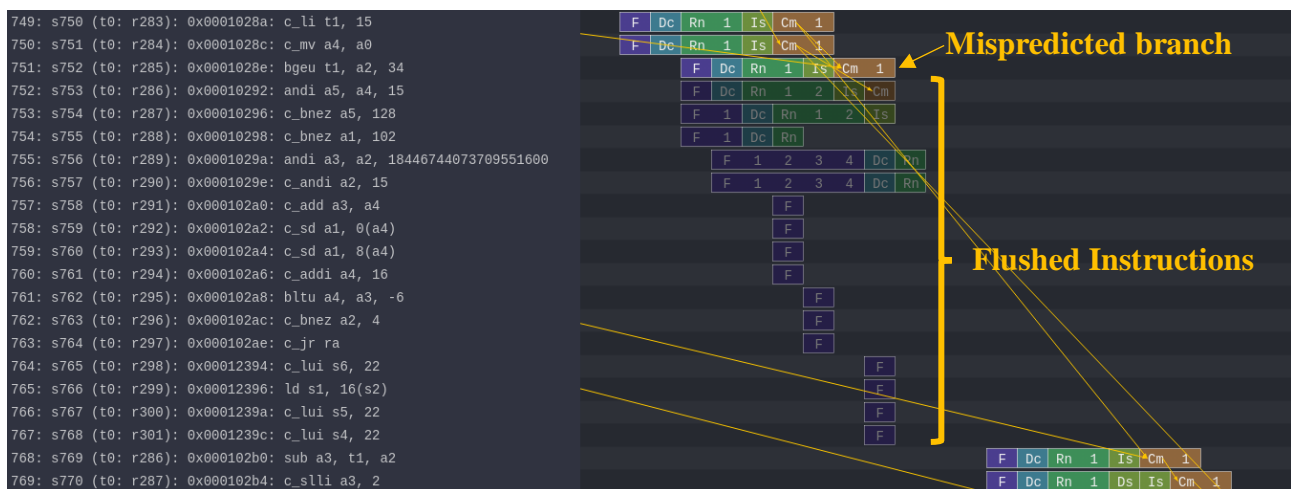 749: s750 (t0: r283): 0x0001028a: c_li t1, 15 F Dc Rn 1 Is Cm 1
750: s751 (t0: r284): 0x0001028c: c_mv a4, a0 F Dc Rn 1 Is Cm 1 Mispredicted branch
751: s752 (t0: r285): 0x0001028e: bgeu t1, a2, 34 F Dc Rn 1 Is Cm 1
752: s753 (t0: r286): 0x00010292: andi a5, a4, 15 F Dc Rn 1 2 Is Cm
753: s754 (t0: r287): 0x00010296: c_bnez a5, 128 F 1 Dc Rn 1 2 Is
754: s755 (t0: r288): 0x00010298: c_bnez a1, 102 F 1 Dc Rn
755: s756 (t0: r289): 0x0001029a: andi a3, a2, 18446744073709551600 F 1 2 3 4 Dc Rn
756: s757 (t0: r290): 0x0001029e: c_andi a2, 15 F 1 2 3 4 Dc Rn
757: s758 (t0: r291): 0x000102a0: c_add a3, a4 F
758: s759 (t0: r292): 0x000102a2: c_sd a1, 0(a4) F
759: s760 (t0: r293): 0x000102a4: c_sd a1, 8(a4) F Flushed Instructions
760: s761 (t0: r294): 0x000102a6: c_addi a4, 16 F
761: s762 (t0: r295): 0x000102a8: bltu a4, a3, -6 F
762: s763 (t0: r296): 0x000102ac: c_bnez a2, 4 F
763: s764 (t0: r297): 0x000102ae: c_jr ra F
764: s765 (t0: r298): 0x00012394: c_lui s6, 22 F
765: s766 (t0: r299): 0x00012396: ld s1, 16(s2) F
766: s767 (t0: r300): 0x0001239a: c_lui s5, 22 F
767: s768 (t0: r301): 0x0001239c: c_lui s4, 22 F
768: s769 (t0: r286): 0x000102b0: sub a3, t1, a2 F Dc Rn 1 Is Cm 1
769: s770 (t0: r287): 0x000102b4: c_slli a3, 2 F Dc Rn 1 Ds Is Cm 1